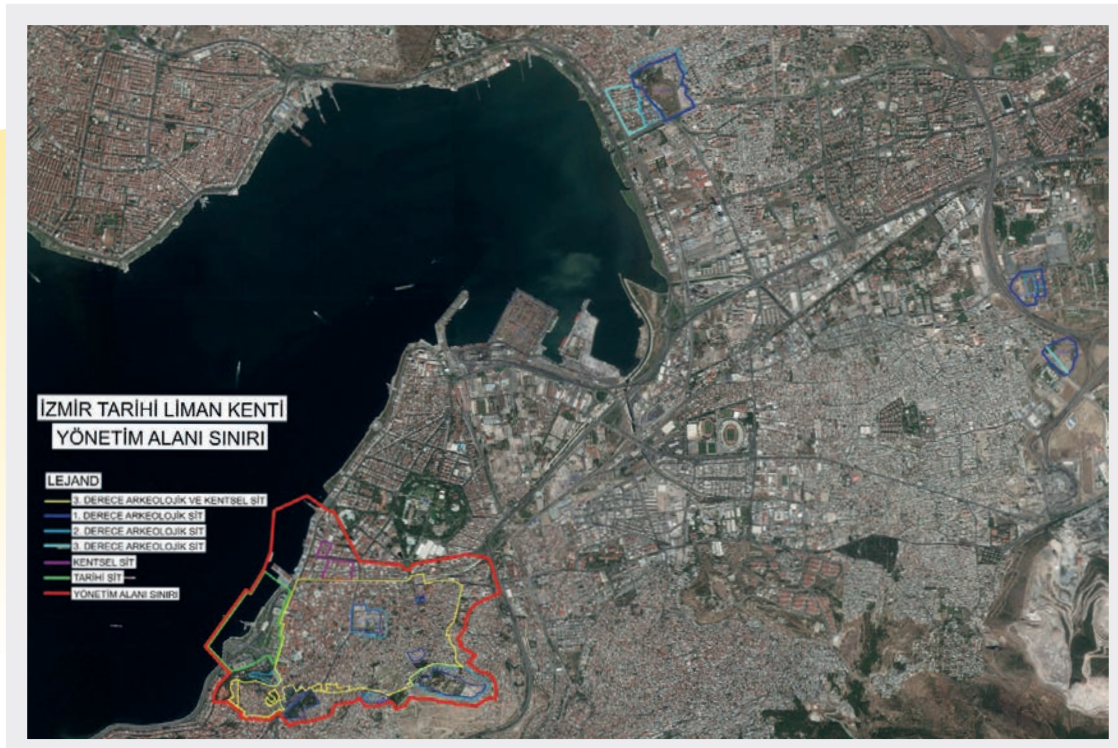 İZMİR TARİHİ LİMAN KENTİ
YÖNETİM ALANI SINIRI
LEJAND
3. DERECE ARKEOLOJİK VE KENTSEL SİT
1. DERECE ARKEOLOJİK SİT
2. DERECE ARKEOLOJİK SİT
3. DERECE ARKEOLOJİK SİT
KENTSEL SİT
TARİHİ SİT
YÖNETİM ALANI SINIRI